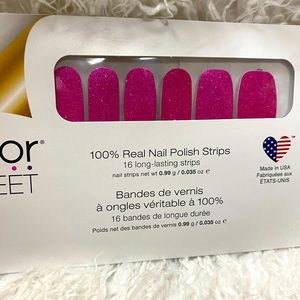 or
EET
100% Real Nail Polish Strips
16 long-lasting strips
nail strips net wt 0.99 g / 0.035 oz ℮
Made in USA
Fabriquées aux
ÉTATS-UNIS
Bandes de vernis
à ongles véritable à 100%
16 bandes de longue durée
Poids net des bandes de vernis 0.99 g / 0.035 oz ℮